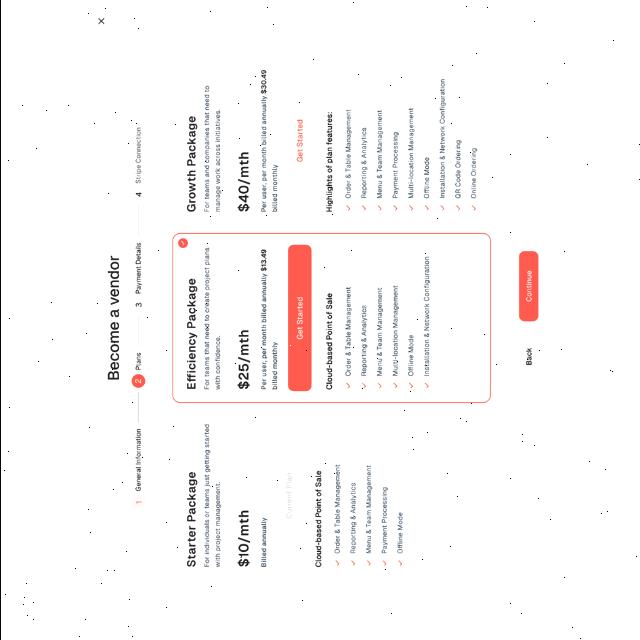 Become a vendor
1 General Information
2 Plans
3 Payment Details
4 Stripe Connection
Starter Package
For individuals or teams just getting started
with project management.
$10/mth
Billed annually
Current Plan
Cloud-based Point of Sale
Order & Table Management
Reporting & Analytics
Menu & Team Management
Payment Processing
Offline Mode
Efficiency Package
For teams that need to create project plans
with confidence.
$25/mth
Per user, per month billed annually $13.49
billed monthly
Get Started
Cloud-based Point of Sale
Order & Table Management
Reporting & Analytics
Menu & Team Management
Multi-location Management
Offline Mode
Installation & Network Configuration
Growth Package
For teams and companies that need to
manage work across initiatives.
$40/mth
Per user, per month billed annually $30.49
billed monthly
Get Started
Highlights of plan features:
Order & Table Management
Reporting & Analytics
Menu & Team Management
Payment Processing
Multi-location Management
Offline Mode
Installation & Network Configuration
QR Code Ordering
Online Ordering
Back
Continue